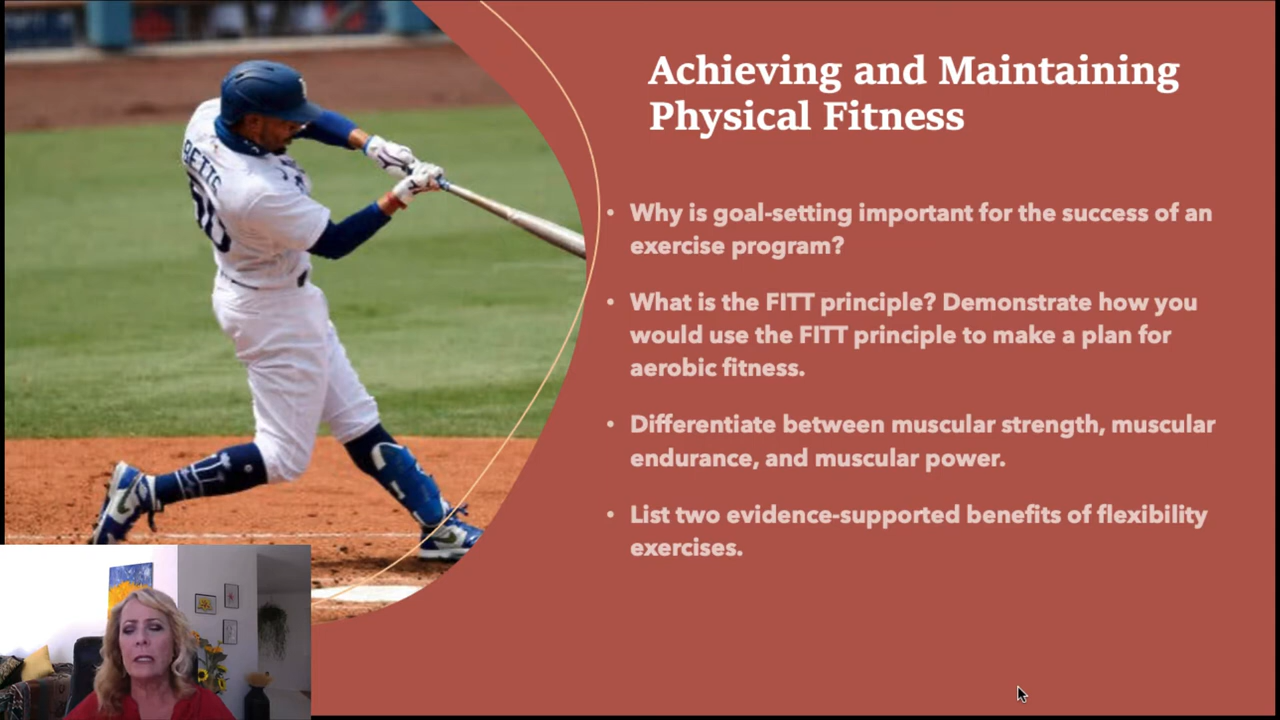 Achieving and Maintaining
Physical Fitness
• Why is goal-setting important for the success of an
exercise program?
• What is the FITT principle? Demonstrate how you
would use the FITT principle to make a plan for
aerobic fitness.
• Differentiate between muscular strength, muscular
endurance, and muscular power.
• List two evidence-supported benefits of flexibility
exercises.
BETTS
50